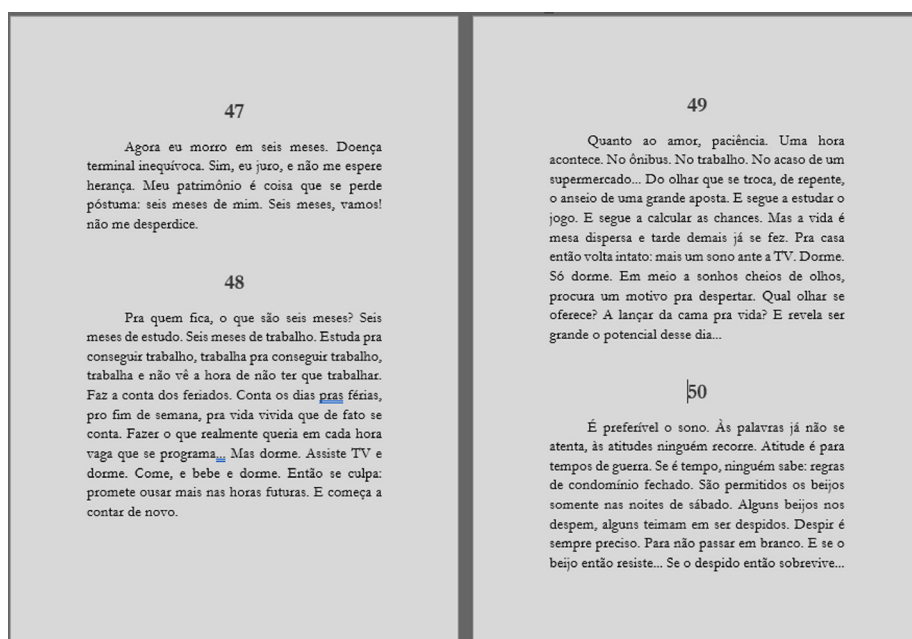 47
Agora eu morro em seis meses. Doença
terminal inequívoca. Sim, eu juro, e não me espere
herança. Meu patrimônio é coisa que se perde
póstuma: seis meses de mim. Seis meses, vamos!
não me desperdice.
48
Pra quem fica, o que são seis meses? Seis
meses de estudo. Seis meses de trabalho. Estuda pra
conseguir trabalho, trabalha pra conseguir trabalho,
trabalha e não vê a hora de não ter que trabalhar.
Faz a conta dos feriados. Conta os dias pras férias,
pro fim de semana, pra vida vivida que de fato se
conta. Fazer o que realmente queria em cada hora
vaga que se programa... Mas dorme. Assiste TV e
dorme. Come, e bebe e dorme. Então se culpa:
promete ousar mais nas horas futuras. E começa a
contar de novo.
49
Quanto ao amor, paciência. Uma hora
acontece. No ônibus. No trabalho. No acaso de um
supermercado... Do olhar que se troca, de repente,
o anseio de uma grande aposta. E segue a estudar o
jogo. E segue a calcular as chances. Mas a vida é
mesa dispersa e tarde demais já se fez. Pra casa
então volta intato: mais um sono ante a TV. Dorme.
Só dorme. Em meio a sonhos cheios de olhos,
procura um motivo pra despertar. Qual olhar se
oferece? A lançar da cama pra vida? E revela ser
grande o potencial desse dia...
50
É preferível o sono. Às palavras já não se
atenta, às atitudes ninguém recorre. Atitude é para
tempos de guerra. Se é tempo, ninguém sabe: regras
de condomínio fechado. São permitidos os beijos
somente nas noites de sábado. Alguns beijos nos
despem, alguns teimam em ser despidos. Despir é
sempre preciso. Para não passar em branco. E se o
beijo então resiste... Se o despido então sobrevive...